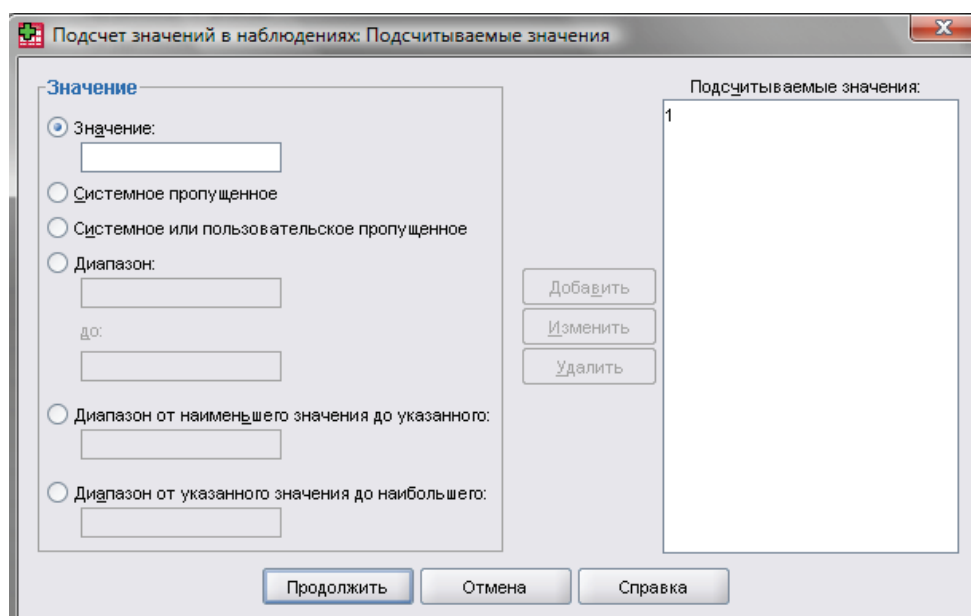 Подсчет значений в наблюдениях: Подсчитываемые значения
Значение
Значение:
Системное пропущенное
Системное или пользовательское пропущенное
Диапазон:
до:
Диапазон от наименьшего значения до указанного:
Диапазон от указанного значения до наибольшего:
Добавить
Изменить
Удалить
Подсчитываемые значения:
1
Продолжить
Отмена
Справка